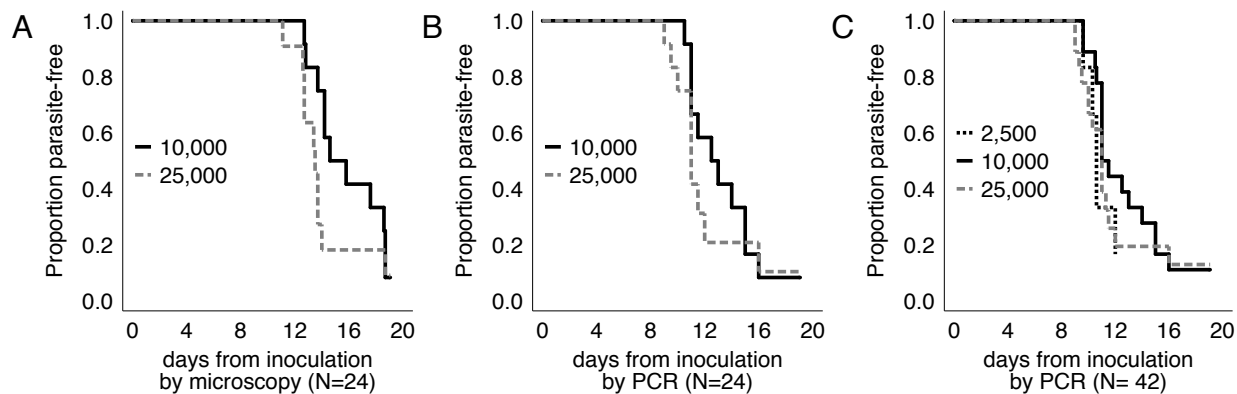 A
Proportion parasite-free
1.0
0.8
0.6
0.4
0.2
0.0
10,000
25,000
0 4 8 12 16 20
days from inoculation
by microscopy (N=24)
B
Proportion parasite-free
1.0
0.8
0.6
0.4
0.2
0.0
10,000
25,000
0 4 8 12 16 20
days from inoculation
by PCR (N=24)
C
Proportion parasite-free
1.0
0.8
0.6
0.4
0.2
0.0
2,500
10,000
25,000
0 4 8 12 16 20
days from inoculation
by PCR (N= 42)